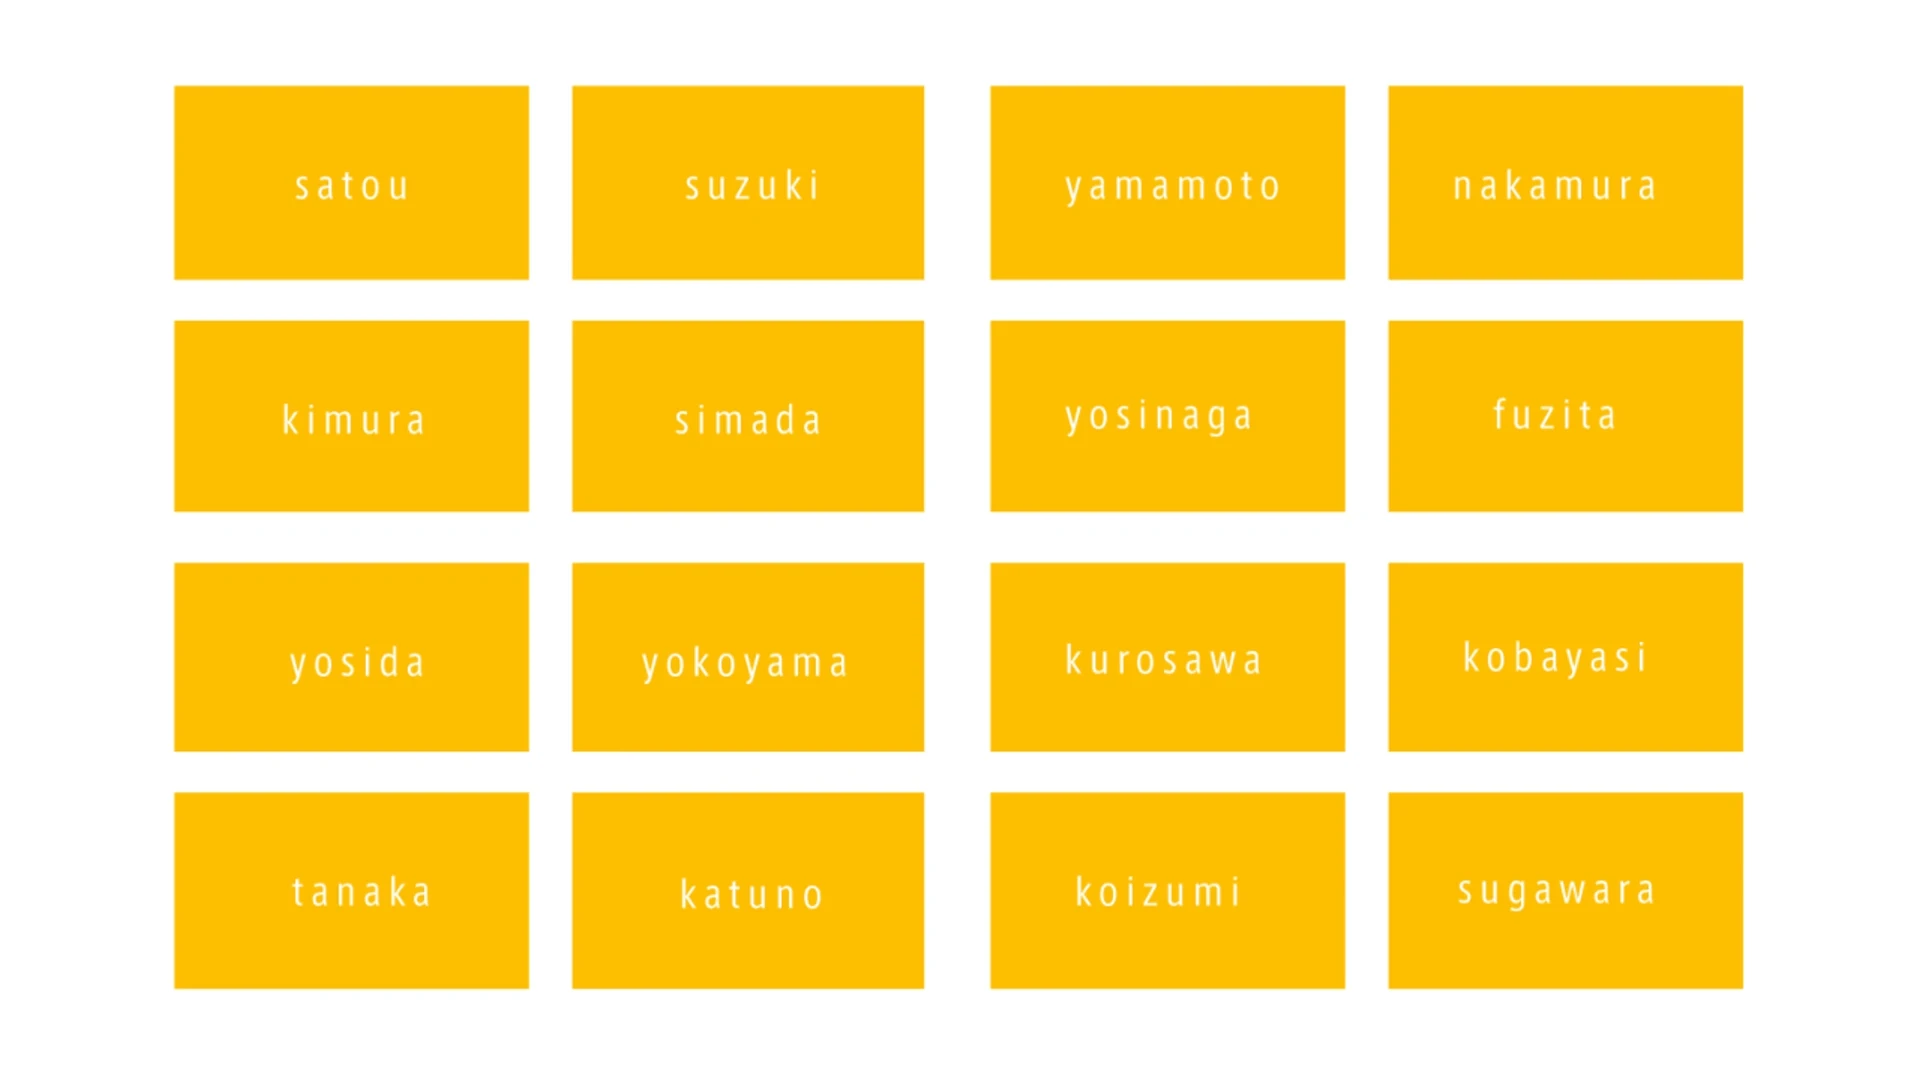 satou
suzuki
yamamoto
nakamura
kimura
simada
yosinaga
fuzita
yosida
yokoyama
kurosawa
kobayasi
tanaka
katuno
koizumi
sugawara